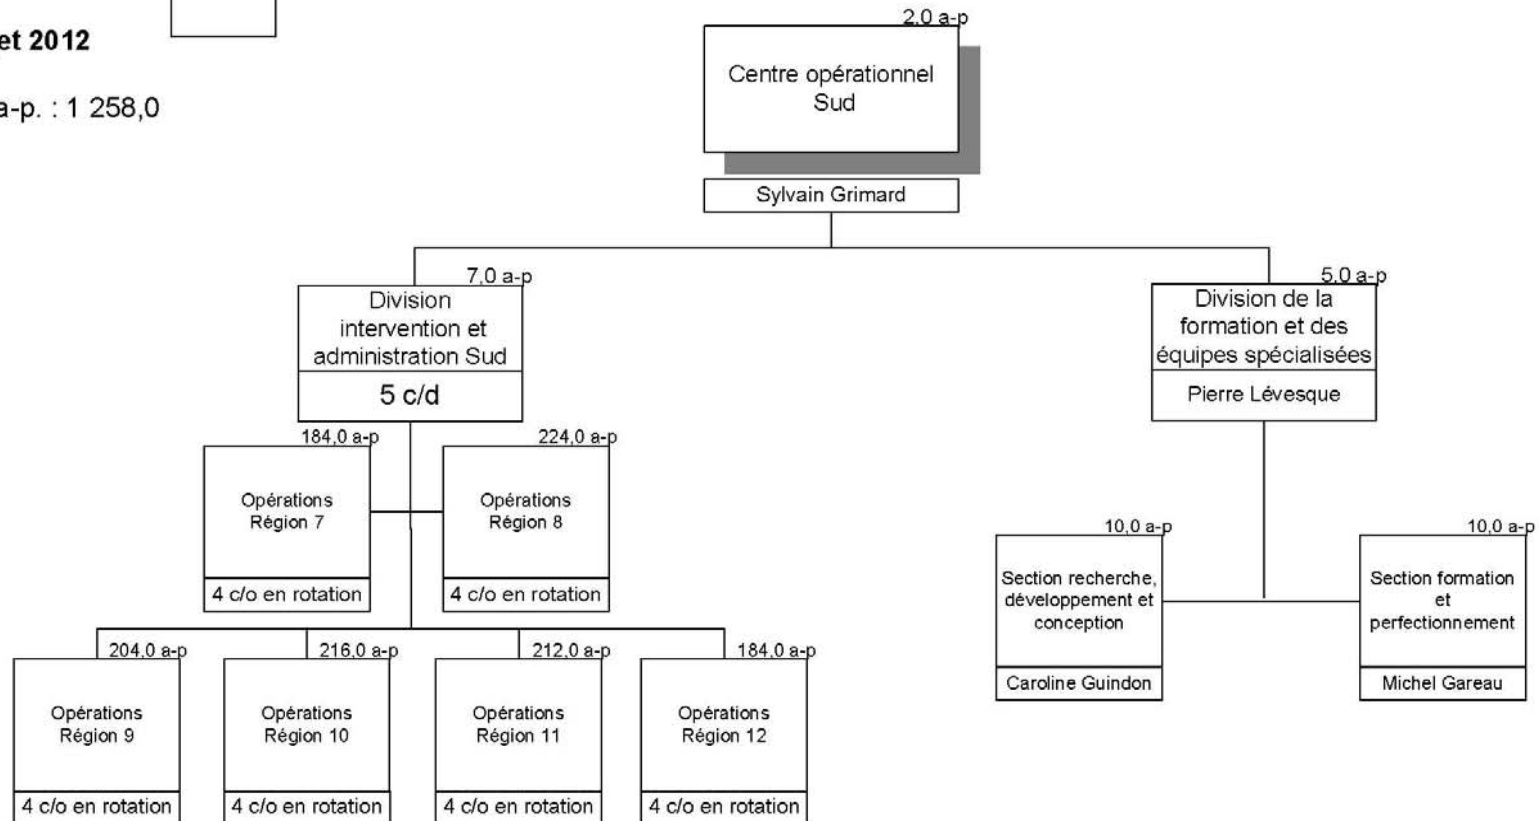 et 2012
a-p. : 1 258,0
2.0 a-p
Centre opérationnel
Sud
Sylvain Grimard
7,0 a-p
Division
intervention et
administration Sud
5 c/d
5.0 a-p
Division de la
formation et des
équipes spécialisées
Pierre Lévesque
184,0 a-p
Opérations
Région 7
4 c/o en rotation
224,0 a-p
Opérations
Région 8
4 c/o en rotation
10,0 a-p
Section recherche,
développement et
conception
Caroline Guindon
10,0 a-p
Section formation
et
perfectionnement
Michel Gareau
204,0 a-p
Opérations
Région 9
4 c/o en rotation
216,0 a-p
Opérations
Région 10
4 c/o en rotation
212,0 a-p
Opérations
Région 11
4 c/o en rotation
184,0 a-p
Opérations
Région 12
4 c/o en rotation